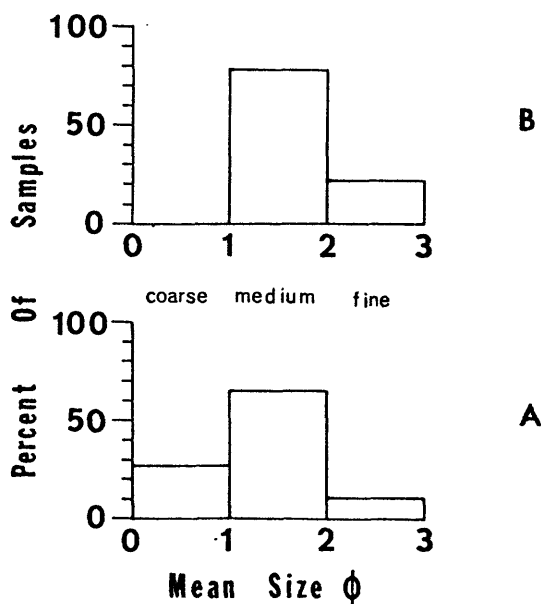 100
50
0
0 1 2 3
B
coarse medium fine
100
50
0
0 1 2 3
A
Percent Of Samples
Mean Size ϕ